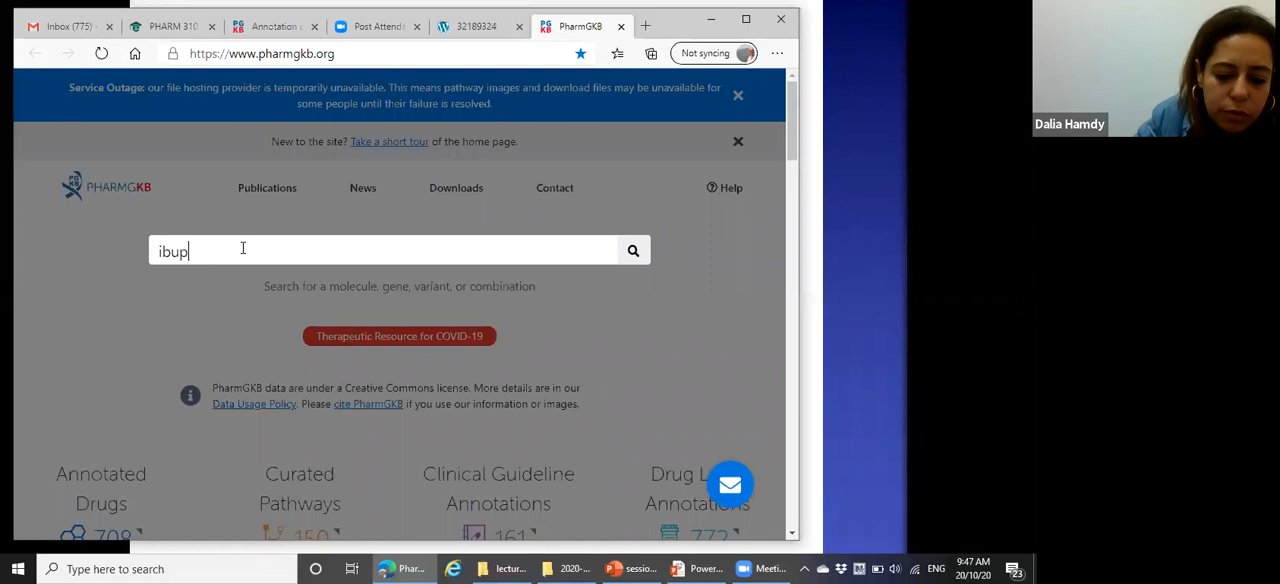 Inbox (775) -
PHARM 310
Annotation o
Post Attende
32189324
PharmGKB
https://www.pharmgkb.org
Not syncing
Service Outage: our file hosting provider is temporarily unavailable. This means pathway images and download files may be unavailable for
some people until their failure is resolved.
New to the site? Take a short tour of the home page.
PHARMGKB
Publications
News
Downloads
Contact
Help
ibup
Search for a molecule, gene, variant, or combination
Therapeutic Resource for COVID-19
PharmGKB data are under a Creative Commons license. More details are in our
Data Usage Policy. Please cite PharmGKB if you use our information or images.
Annotated
Drugs
708
Curated
Pathways
150
Clinical Guideline
Annotations
161
Drug L
Annotations
772
Dalia Hamdy
Type here to search
Phar...
lectur...
2020-...
sessio...
Power...
Meeti...
ENG
9:47 AM
20/10/20
23